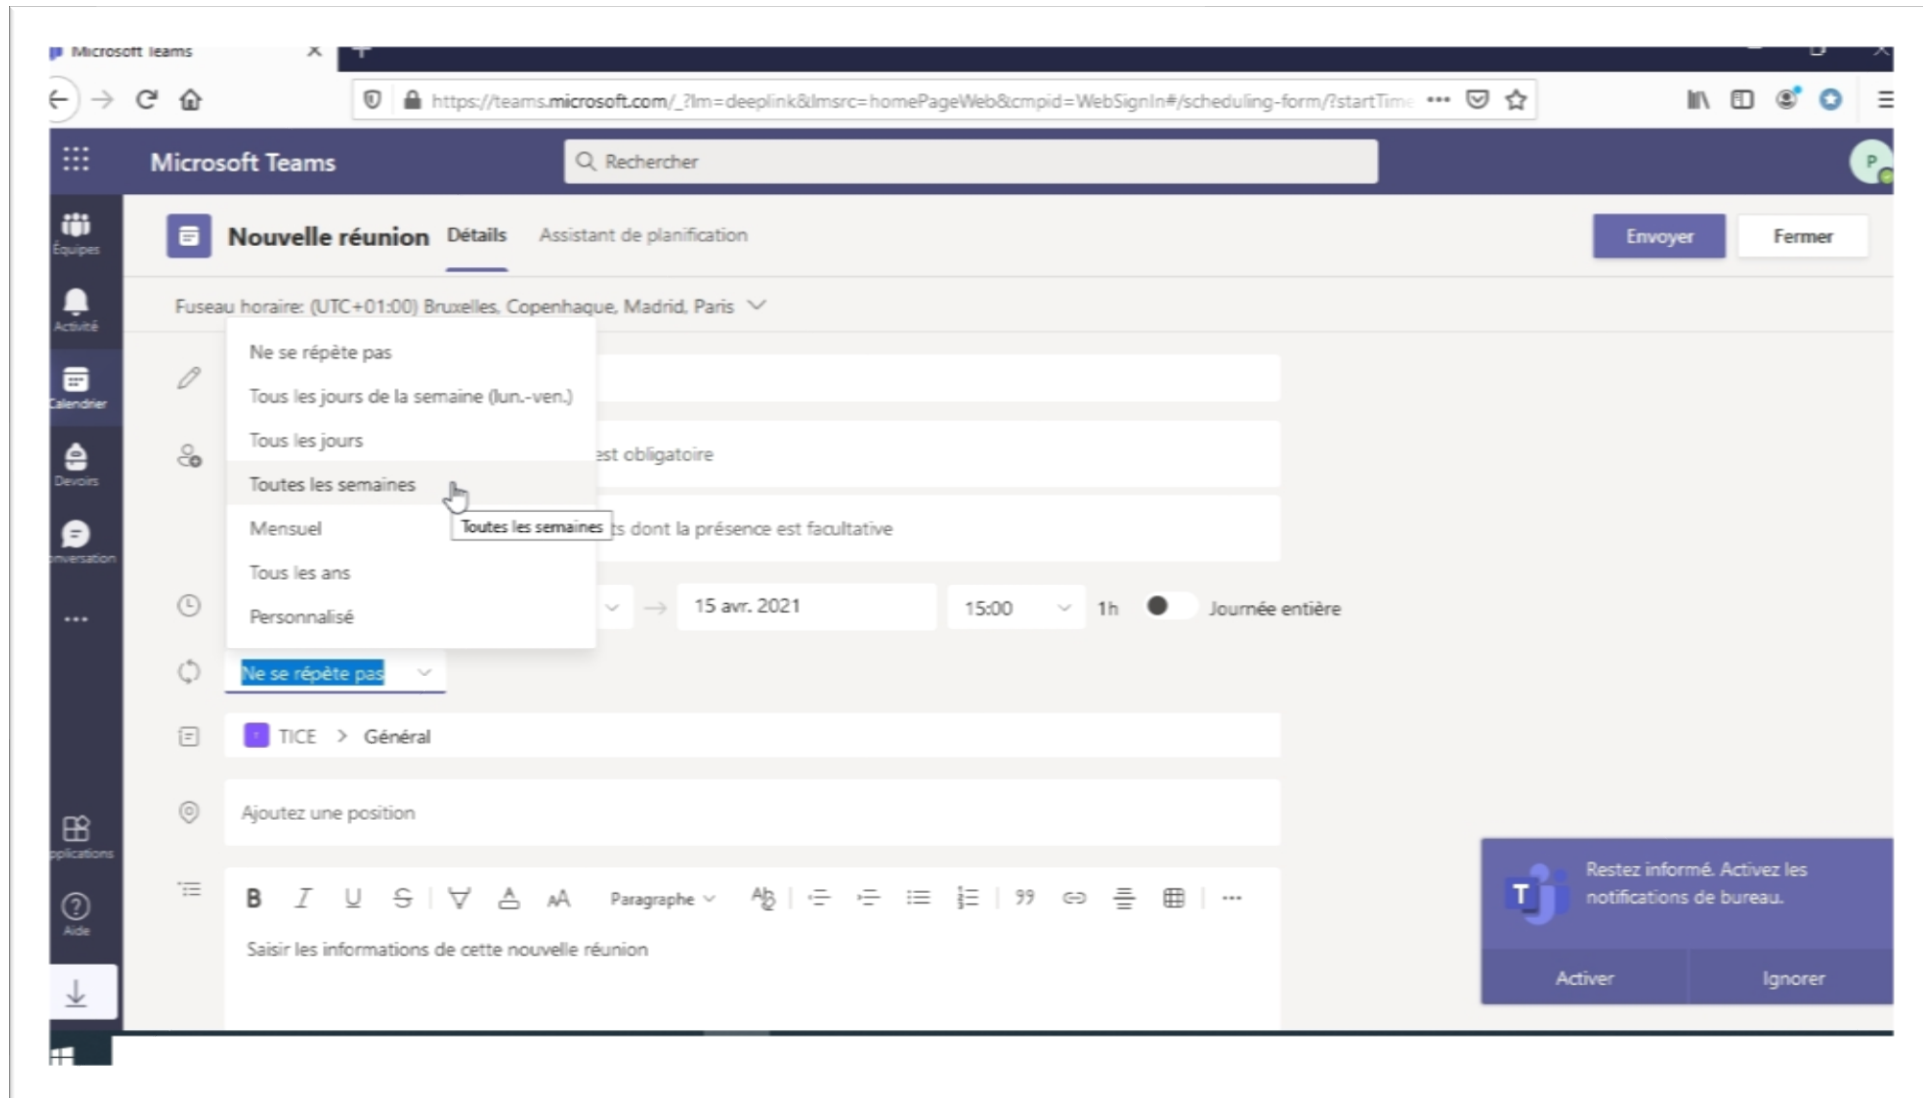 Microsoft Teams
https://teams.microsoft.com/_?lm=deeplink&lmsrc=homePageWeb&cmpid=WebSignIn#/scheduling-form/?startTime
Microsoft Teams
Rechercher
P
Équipes
Activité
Calendrier
Devoirs
onversation
pplications
Aide
Nouvelle réunion Détails Assistant de planification
Envoyer Fermer
Fuseau horaire: (UTC+01:00) Bruxelles, Copenhague, Madrid, Paris
Ne se répète pas
Tous les jours de la semaine (lun.-ven.)
Tous les jours
est obligatoire
Toutes les semaines
Toutes les semaines
Mensuel
ts dont la présence est facultative
Tous les ans
Personnalisé
15 avr. 2021 15:00 1h Journée entière
Ne se répète pas
T TICE > Général
Ajoutez une position
B I U S A AA Paragraphe Ab
Saisir les informations de cette nouvelle réunion
T
Restez informé. Activez les
notifications de bureau.
Activer Ignorer